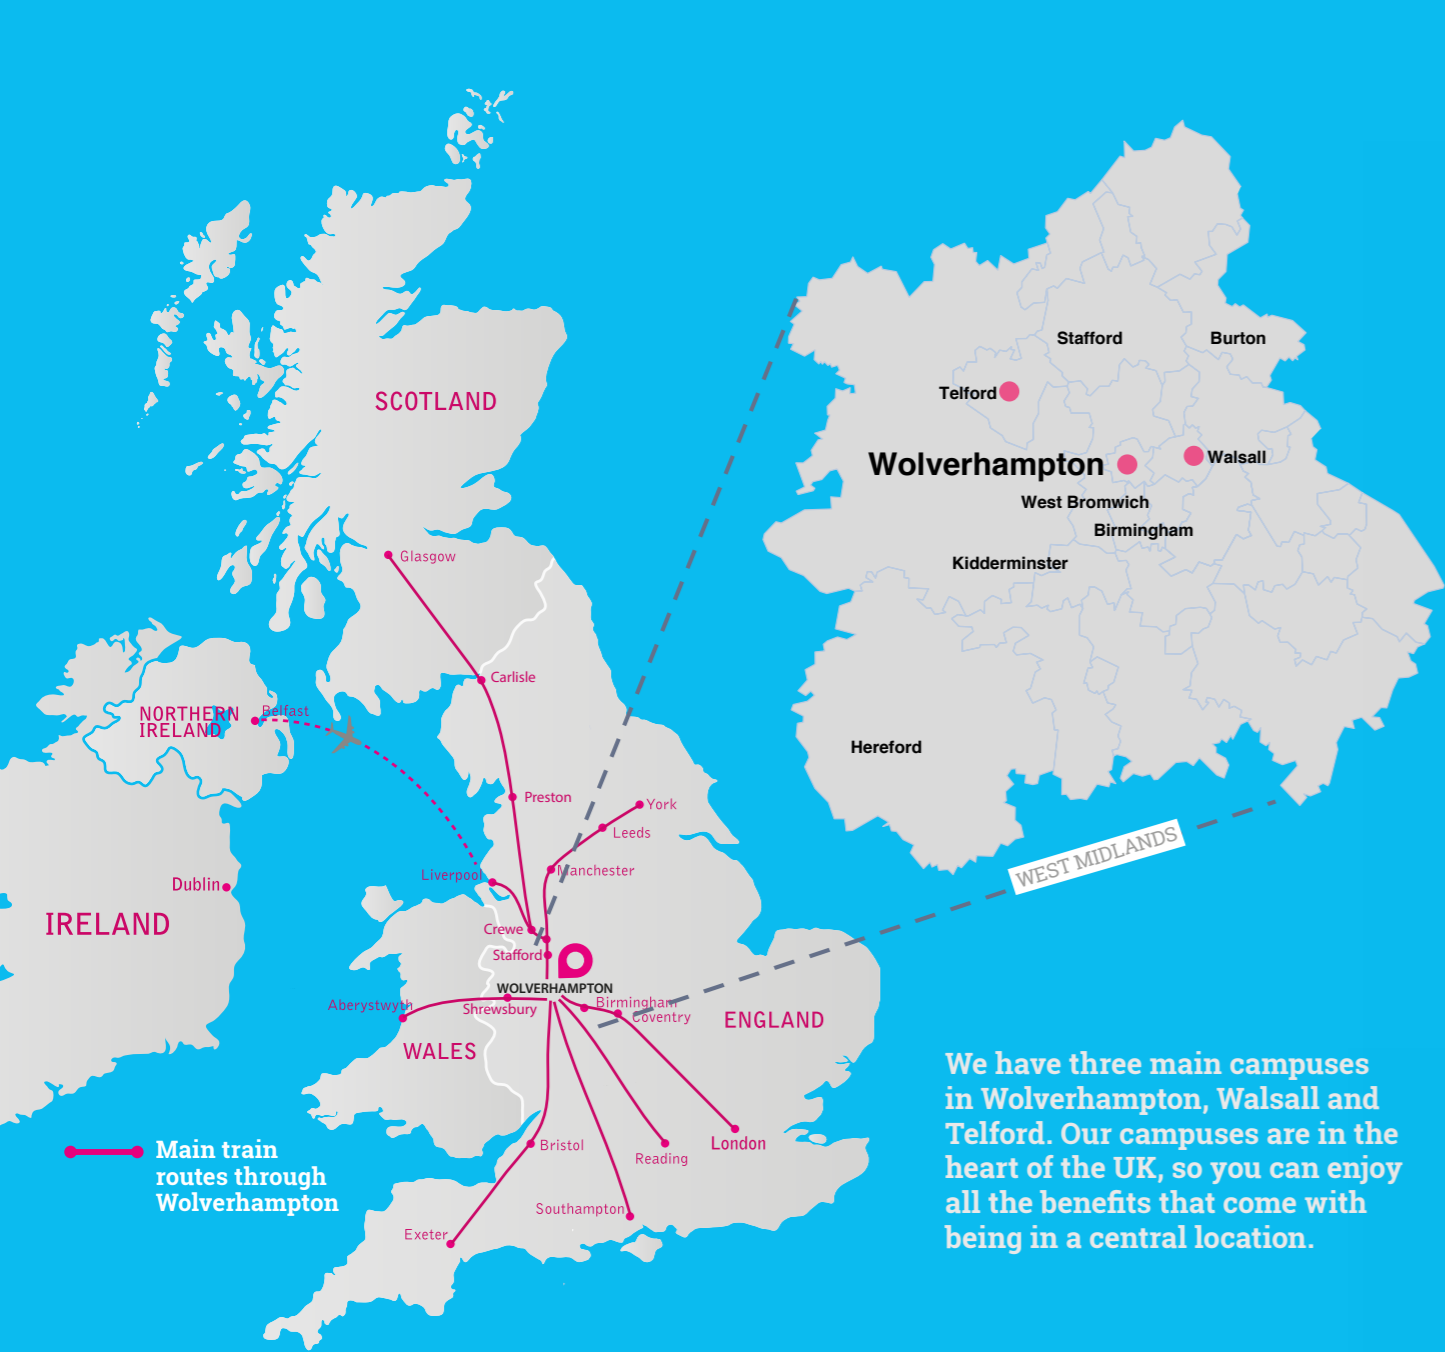 SCOTLAND
Glasgow
Carlisle
NORTHERN
IRELAND
Belfast
Preston
York
Leeds
Manchester
Liverpool
Dublin
IRELAND
Crewe
Stafford
WOLVERHAMPTON
Aberystwyth
Shrewsbury
Birmingham
Coventry
ENGLAND
WALES
Bristol
Reading
London
Southampton
Exeter
Main train
routes through
Wolverhampton
Stafford
Burton
Telford
Wolverhampton
Walsall
West Bromwich
Birmingham
Kidderminster
Hereford
WEST MIDLANDS
We have three main campuses
in Wolverhampton, Walsall and
Telford. Our campuses are in the
heart of the UK, so you can enjoy
all the benefits that come with
being in a central location.